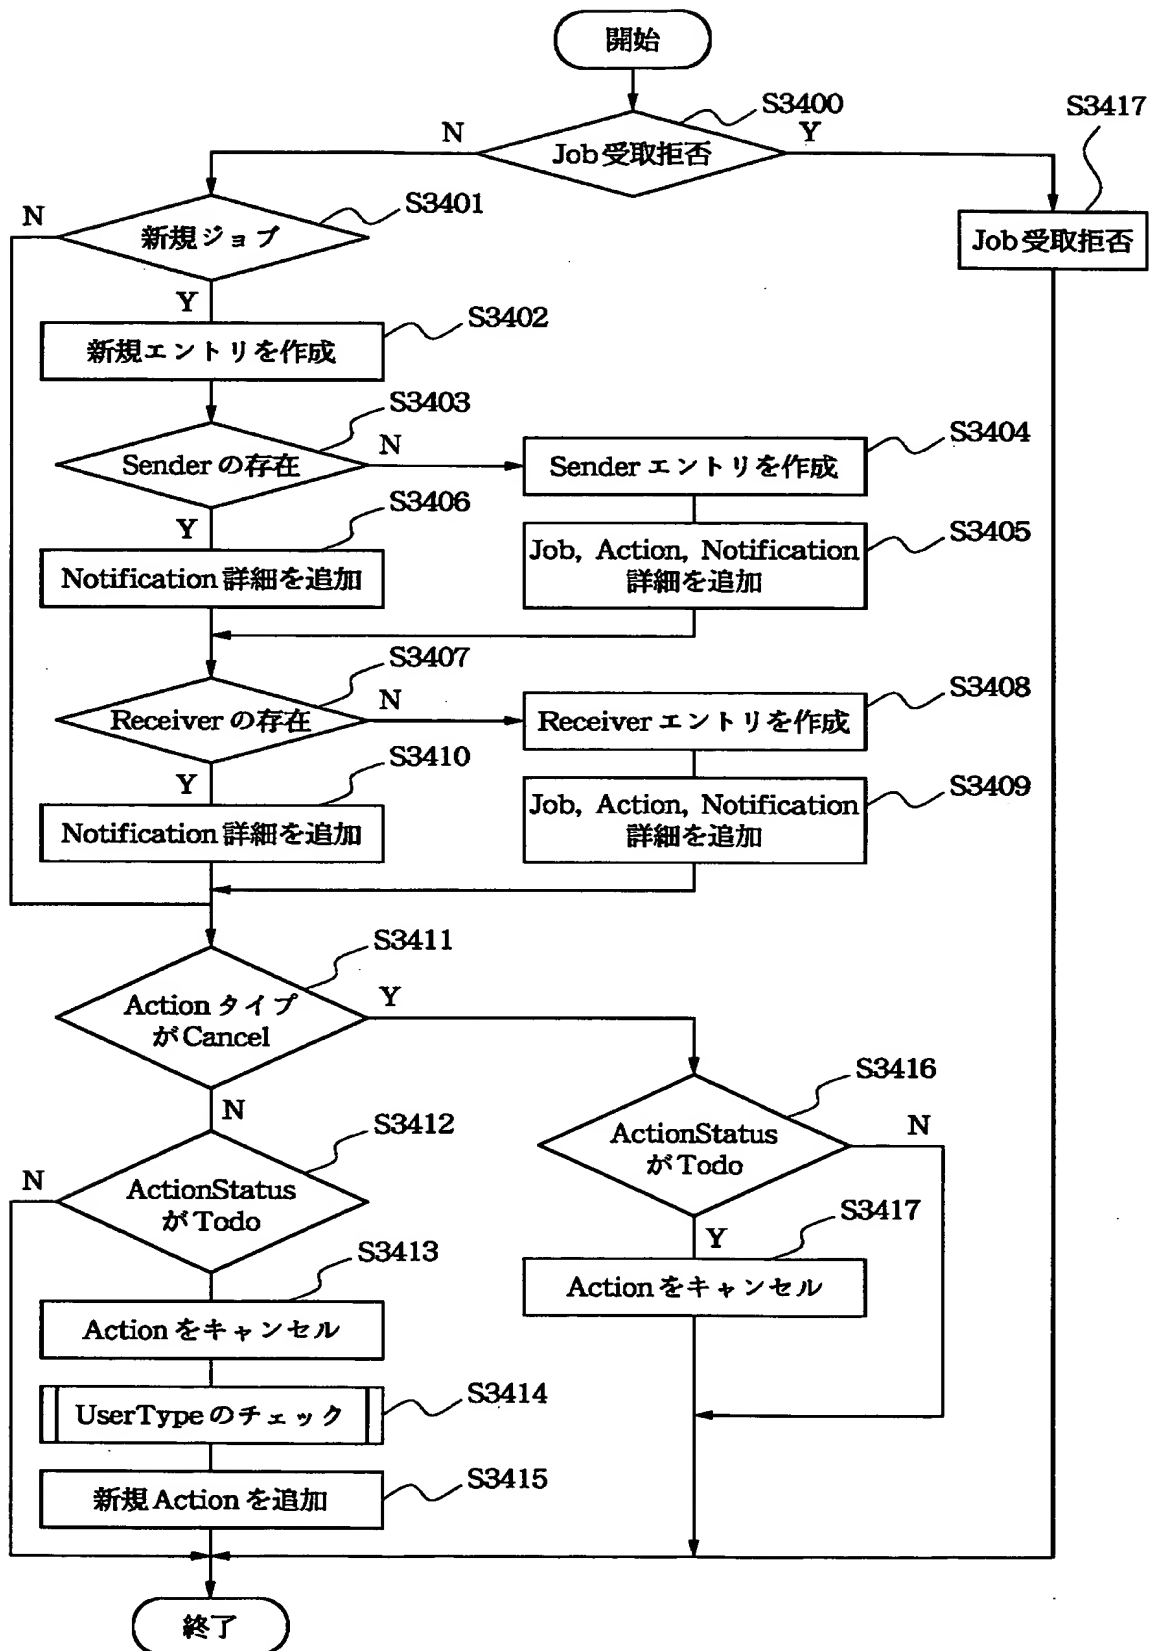 開始
S3400
S3417
N
Y
Job受取拒否
S3401
N
新規ジョブ
Job受取拒否
Y
S3402
新規エントリを作成
S3403
Senderの存在
N
S3404
Senderエントリを作成
S3406
Y
S3405
Notification詳細を追加
Job, Action, Notification
詳細を追加
S3407
Receiverの存在
N
S3408
Receiverエントリを作成
S3410
Y
S3409
Notification詳細を追加
Job, Action, Notification
詳細を追加
S3411
Actionタイプ
がCancel
Y
S3416
N
ActionStatus
がTodo
N
S3412
N
ActionStatus
がTodo
S3417
Y
Actionをキャンセル
S3413
Actionをキャンセル
S3414
UserTypeのチェック
S3415
新規Actionを追加
終了